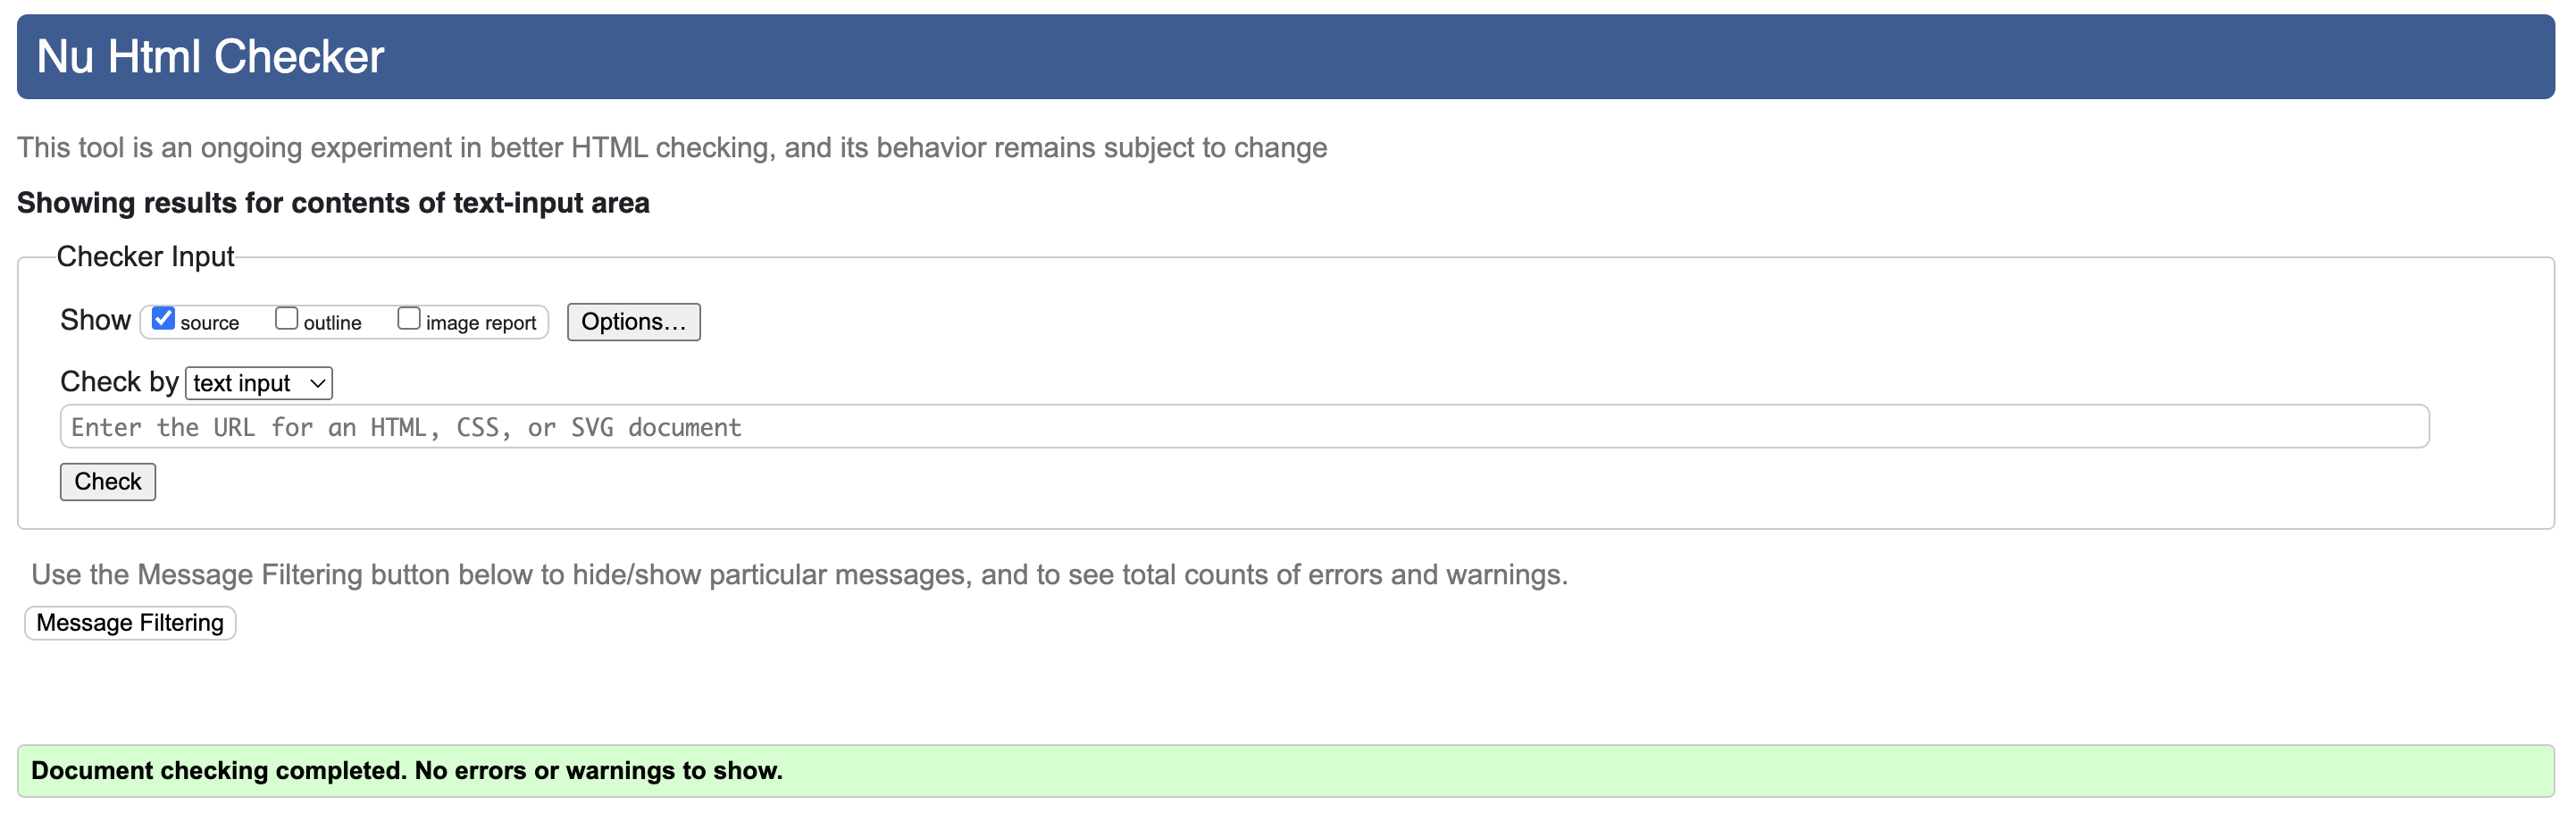 Nu Html Checker
This tool is an ongoing experiment in better HTML checking, and its behavior remains subject to change
Showing results for contents of text-input area
Checker Input
Show source outline image report Options…
Check by text input
Enter the URL for an HTML, CSS, or SVG document
Check
Use the Message Filtering button below to hide/show particular messages, and to see total counts of errors and warnings.
Message Filtering
Document checking completed. No errors or warnings to show.